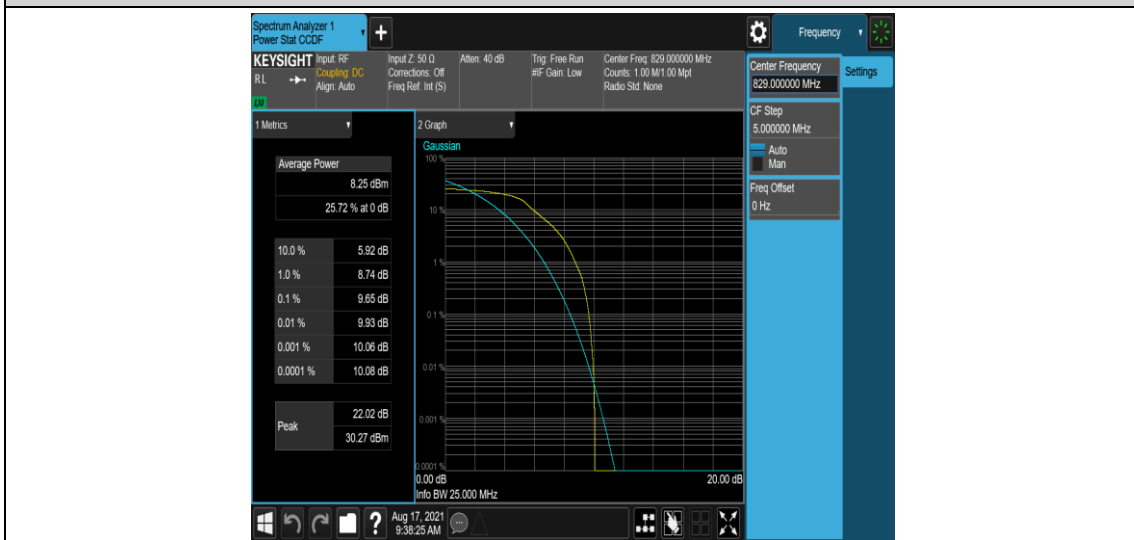 Spectrum Analyzer 1
Power Stat CCDF
+
Frequency
KEYSIGHT
RL
LXI
Input: RF
Coupling: DC
Align: Auto
Input Z: 50 Ω
Corrections: Off
Freq Ref: Int (S)
Atten: 40 dB
Trig: Free Run
#IF Gain: Low
Center Freq: 829.000000 MHz
Counts: 1.00 M/1.00 Mpt
Radio Std: None
Center Frequency
829.000000 MHz
Settings
CF Step
5.000000 MHz
Auto
Man
Freq Offset
0 Hz
1 Metrics
Average Power
8.25 dBm
25.72 % at 0 dB
10.0 % 5.92 dB
1.0 % 8.74 dB
0.1 % 9.65 dB
0.01 % 9.93 dB
0.001 % 10.06 dB
0.0001 % 10.08 dB
Peak
22.02 dB
30.27 dBm
2 Graph
Gaussian
100 %
10 %
1 %
0.1 %
0.01 %
0.001 %
0.0001 %
0.00 dB
20.00 dB
Info BW 25.000 MHz
?
Aug 17, 2021
9:38:25 AM